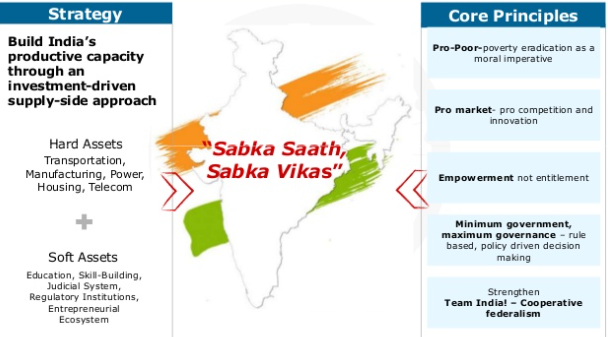 Strategy
Build India's
productive capacity
through an
investment-driven
supply-side approach
Hard Assets
Transportation,
Manufacturing, Power,
Housing, Telecom
+
Soft Assets
Education, Skill-Building,
Judicial System,
Regulatory Institutions,
Entrepreneurial
Ecosystem
"Sabka Saath,
Sabka Vikas"
Core Principles
Pro-Poor-poverty eradication as a
moral imperative
Pro market- pro competition and
innovation
Empowerment not entitlement
Minimum government,
maximum governance – rule
based, policy driven decision
making
Strengthen
Team India! – Cooperative
federalism